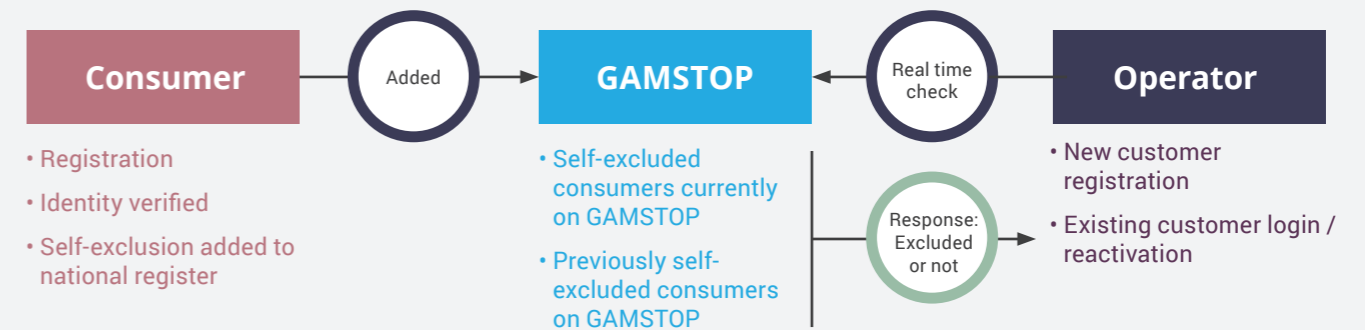 Consumer
Added
GAMSTOP
Real time
check
Operator
• Registration
• Identity verified
• Self-exclusion added to
national register
• Self-excluded
consumers currently
on GAMSTOP
• Previously self-
excluded consumers
on GAMSTOP
Response:
Excluded
or not
• New customer
registration
• Existing customer login /
reactivation